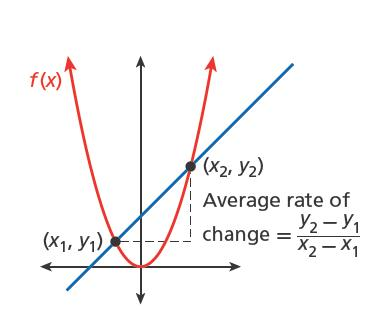 f(x)
(x₂, y₂)
Average rate of
change = y₂ – y₁ / x₂ – x₁
(x₁, y₁)